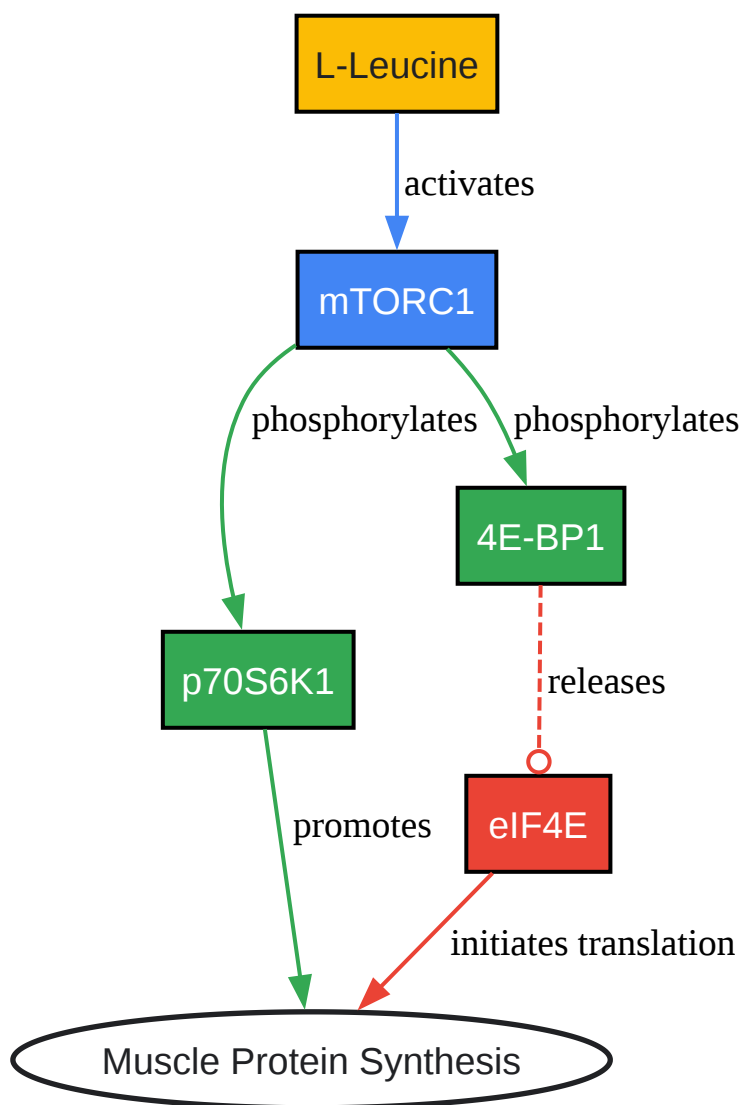 L-Leucine
activates
mTORC1
phosphorylates
phosphorylates
4E-BP1
p70S6K1
releases
promotes
eIF4E
initiates translation
Muscle Protein Synthesis